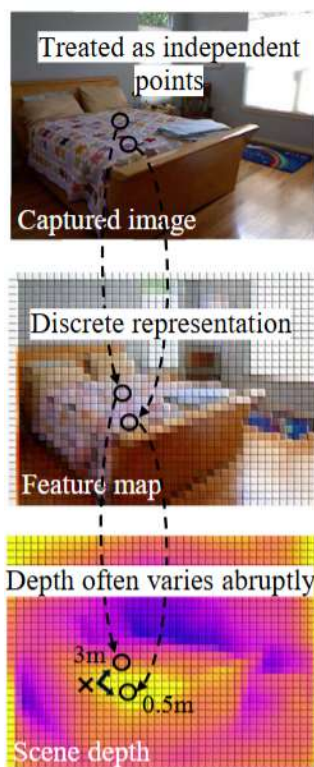 Treated as independent
points
Captured image
Discrete representation
Feature map
Depth often varies abruptly
3m
0.5m
Scene depth